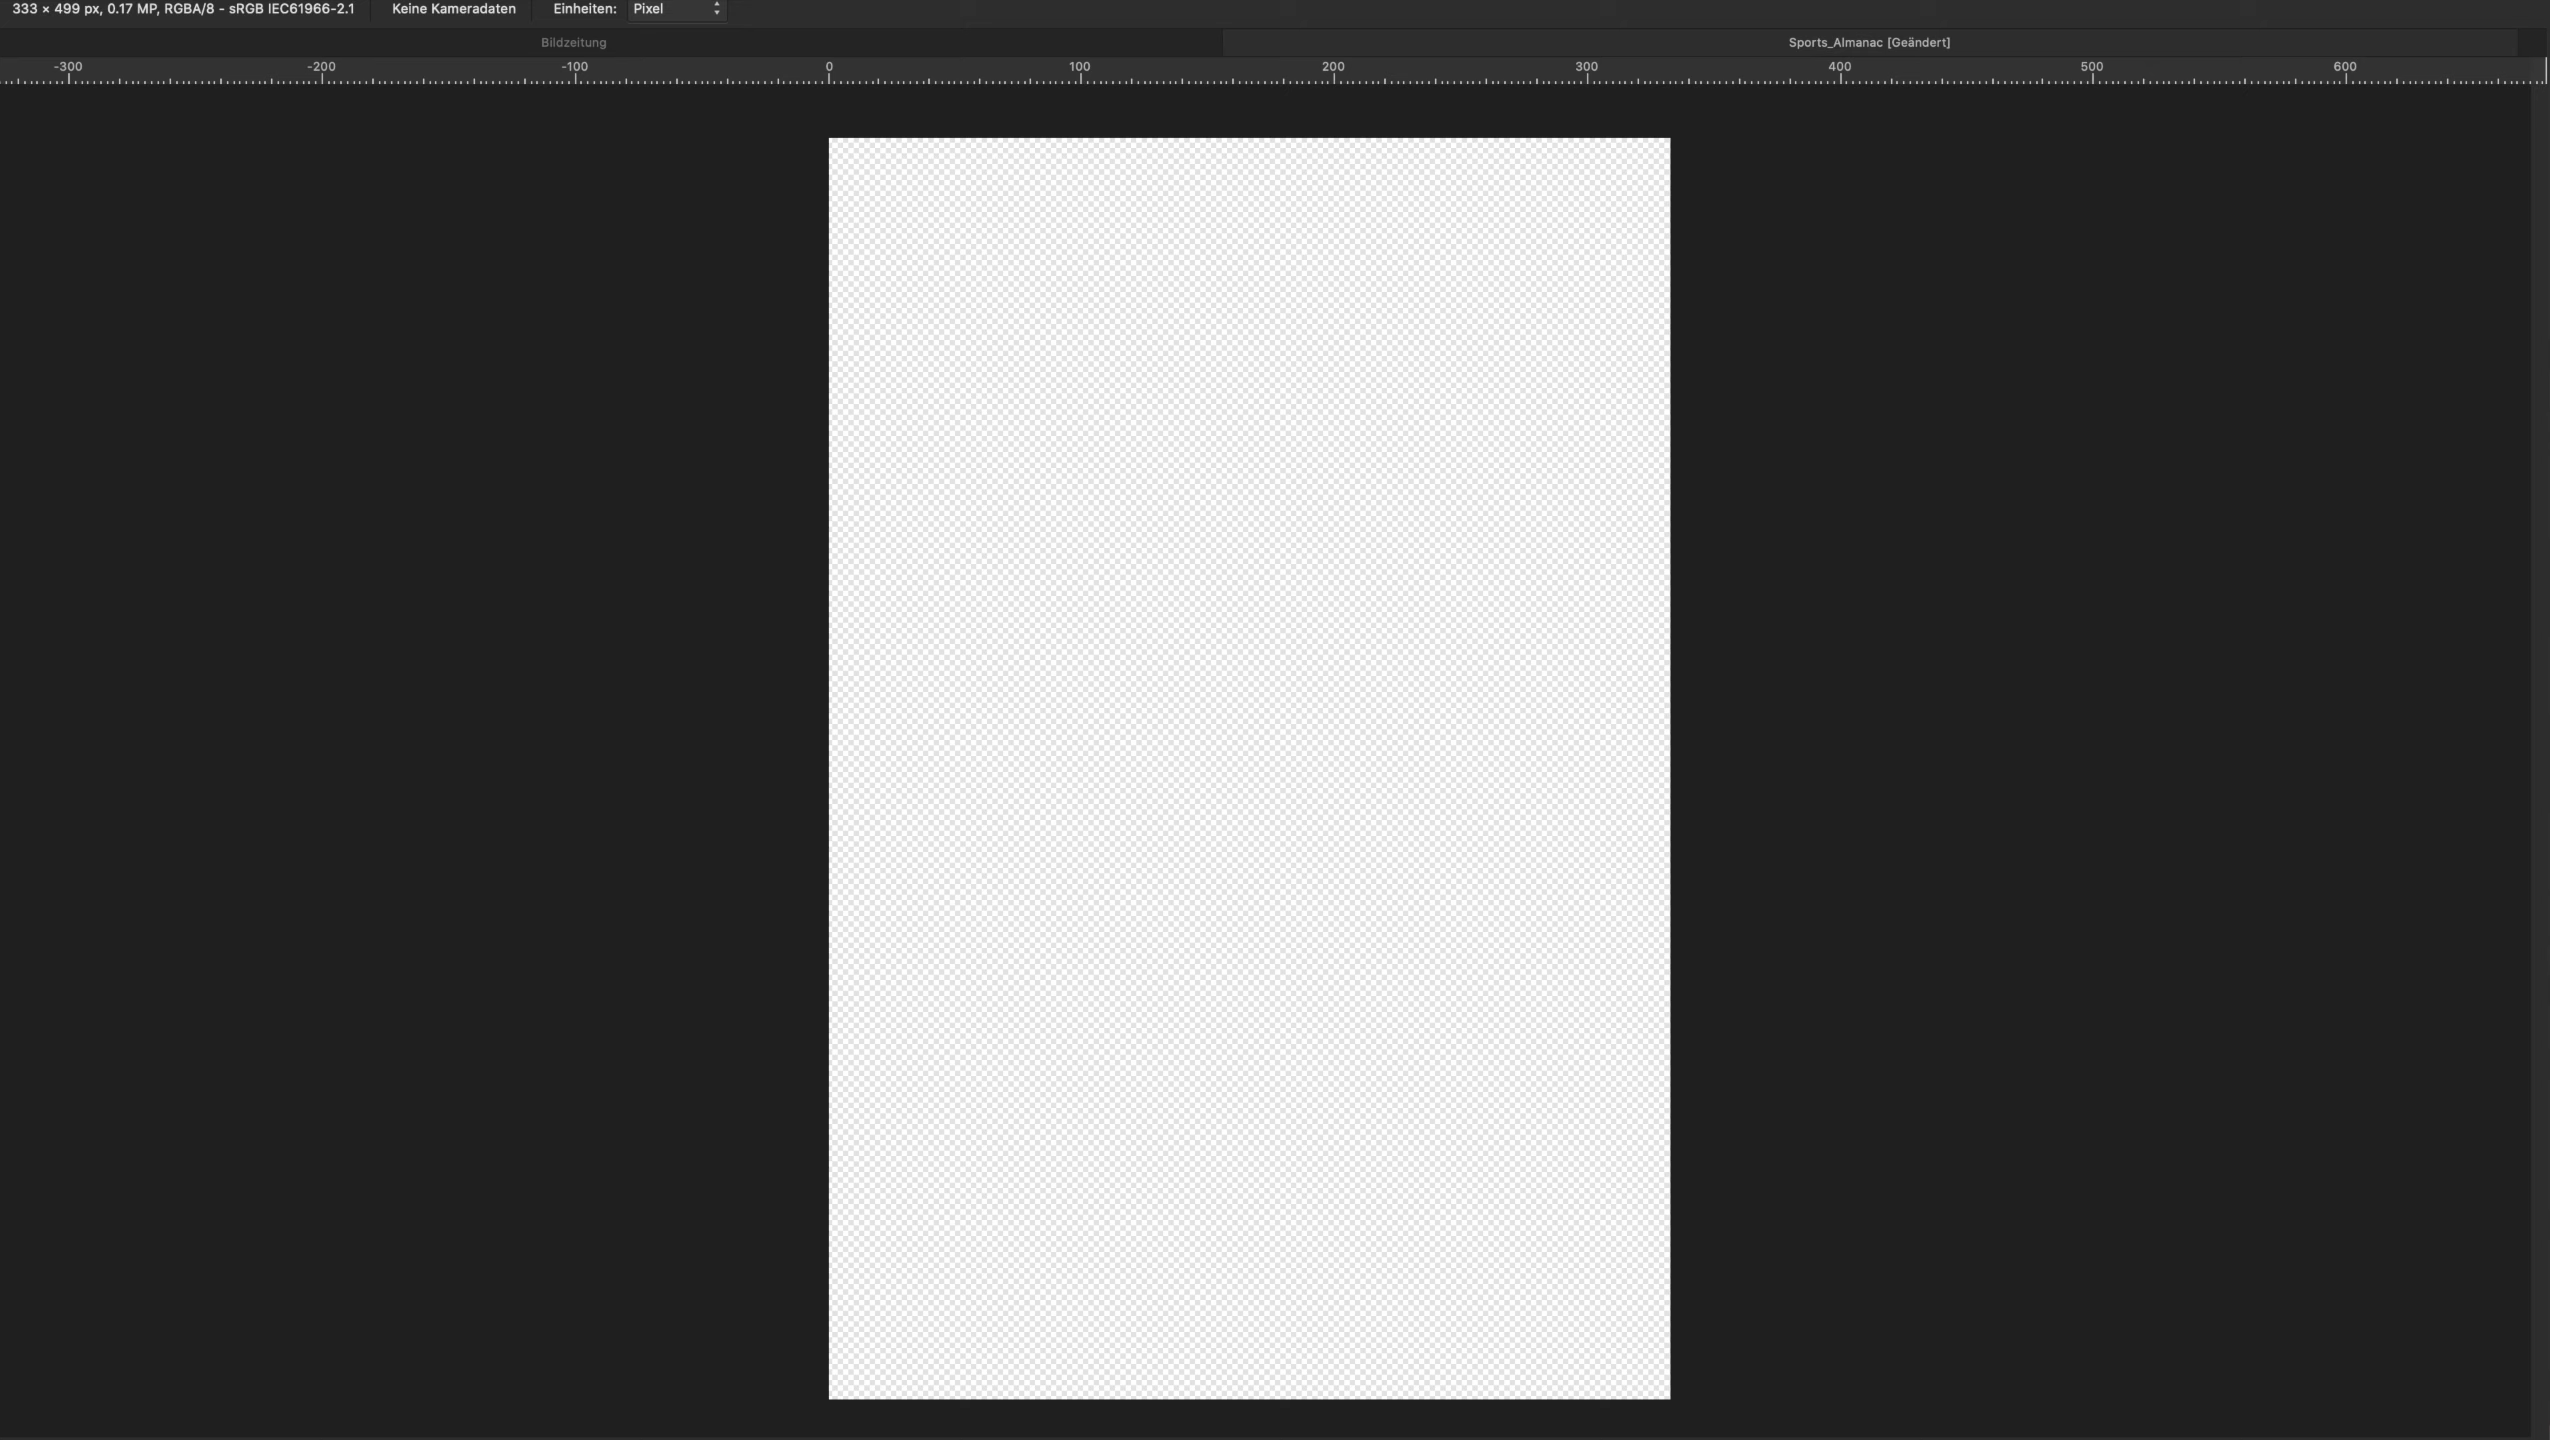 333 × 499 px, 0.17 MP, RGBA/8 - sRGB IEC61966-2.1 Keine Kameradaten Einheiten: Pixel
Bildzeitung Sports_Almanac [Geändert]
-300 -200 -100 0 100 200 300 400 500 600